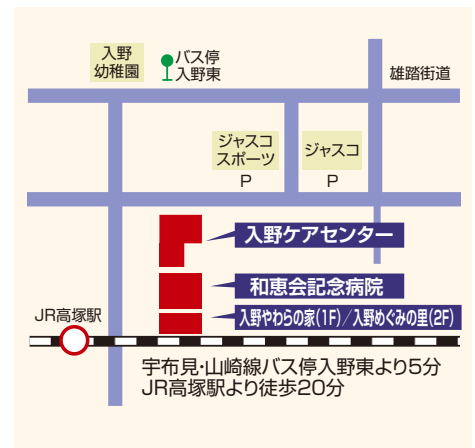 入野
幼稚園
バス停
入野東
雄踏街道
ジャスコ
スポーツ
P
ジャスコ
P
入野ケアセンター
和恵会記念病院
入野やわらの家(1F)/入野めぐみの里(2F)
JR高塚駅
宇布見・山崎線バス停入野東より5分
JR高塚駅より徒歩20分